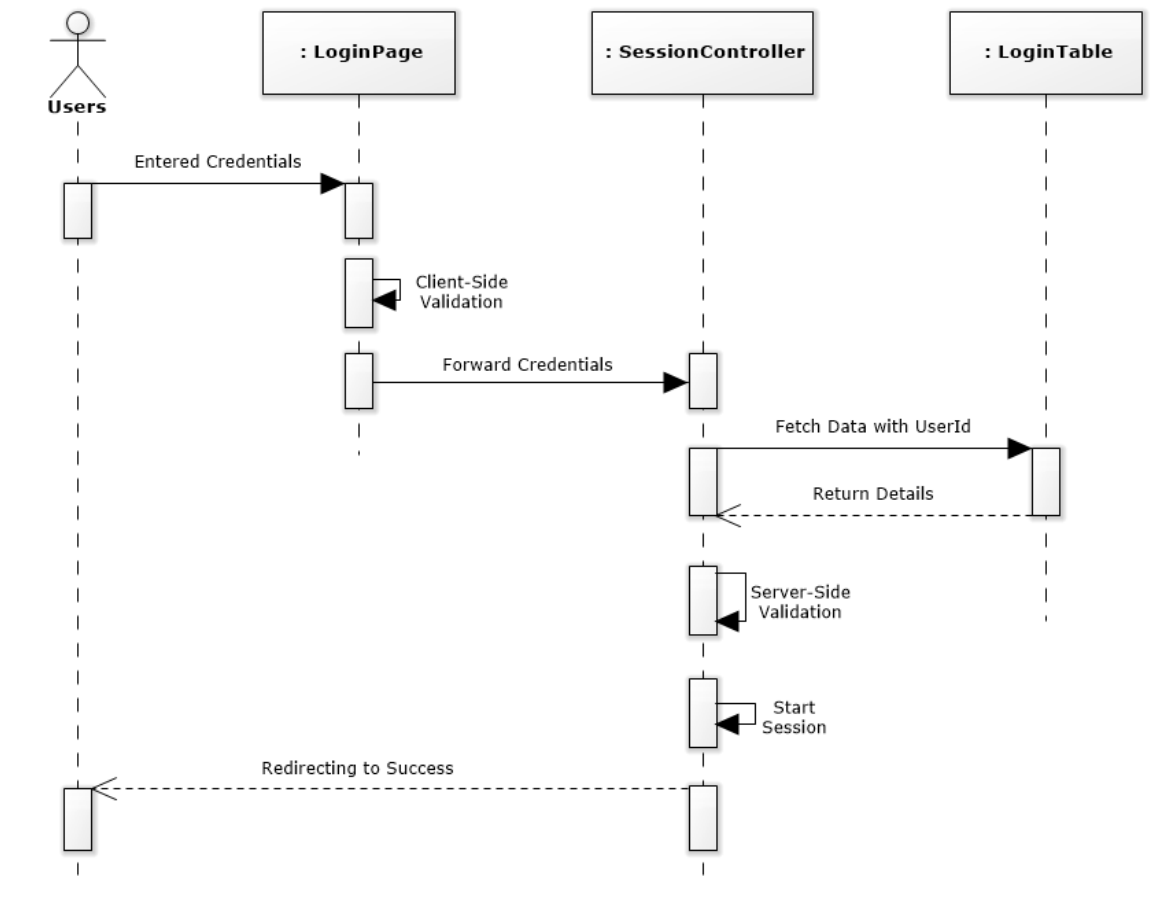 : LoginPage
: SessionController
: LoginTable
Users
Entered Credentials
Client-Side
Validation
Forward Credentials
Fetch Data with UserId
Return Details
Server-Side
Validation
Start
Session
Redirecting to Success